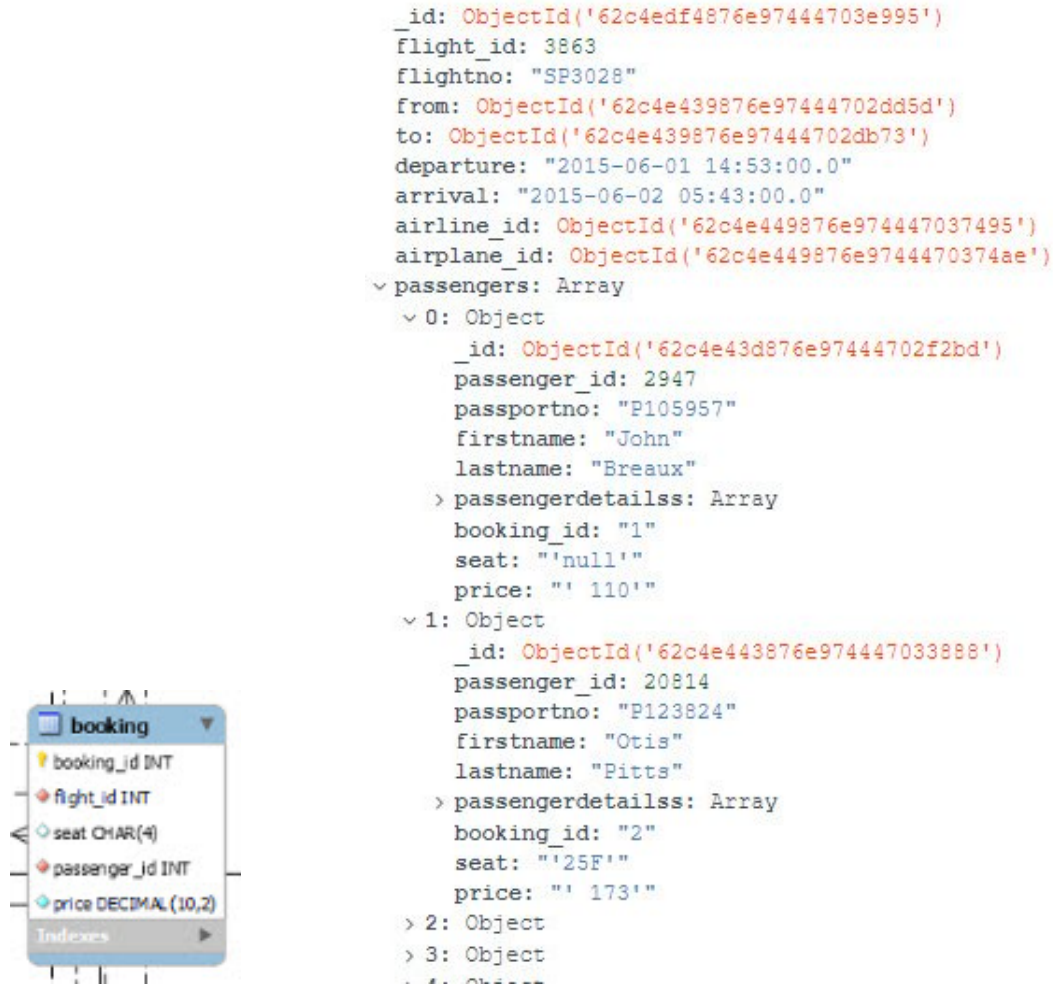 _id: ObjectId('62c4edf4876e97444703e995')
flight_id: 3863
flightno: "SP3028"
from: ObjectId('62c4e439876e97444702dd5d')
to: ObjectId('62c4e439876e97444702db73')
departure: "2015-06-01 14:53:00.0"
arrival: "2015-06-02 05:43:00.0"
airline_id: ObjectId('62c4e449876e974447037495')
airplane_id: ObjectId('62c4e449876e9744470374ae')
passengers: Array
0: Object
_id: ObjectId('62c4e43d876e97444702f2bd')
passenger_id: 2947
passportno: "P105957"
firstname: "John"
lastname: "Breaux"
passengerdetailss: Array
booking_id: "1"
seat: "'null'"
price: "' 110'"
1: Object
_id: ObjectId('62c4e443876e974447033888')
passenger_id: 20814
passportno: "P123824"
firstname: "Otis"
lastname: "Pitts"
passengerdetailss: Array
booking_id: "2"
seat: "'25F'"
price: "' 173'"
2: Object
3: Object
4: Object
booking
booking_id INT
flight_id INT
seat CHAR(4)
passenger_id INT
price DECIMAL(10,2)
Indexes